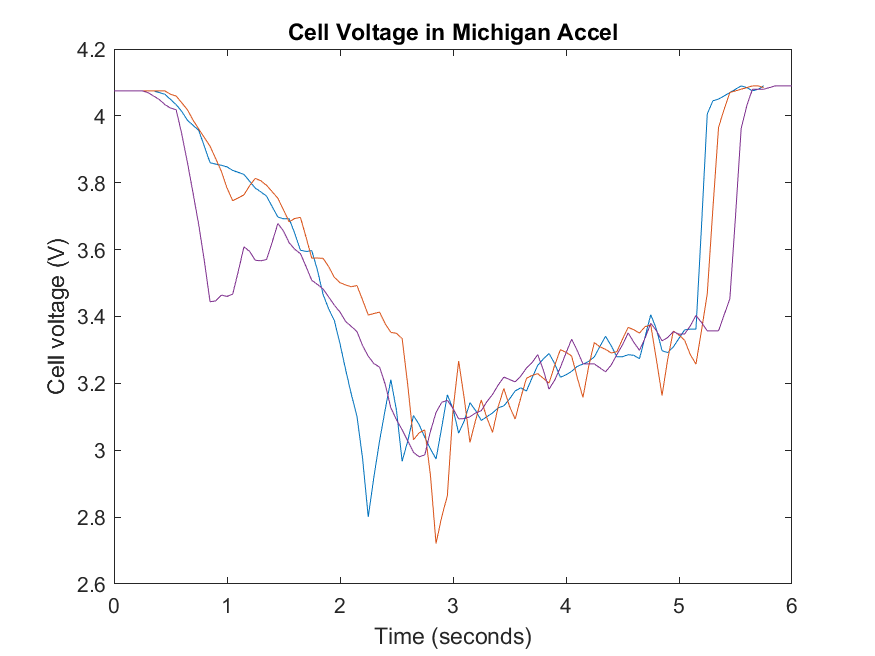 Cell Voltage in Michigan Accel
4.2
4
3.8
3.6
3.4
3.2
3
2.8
2.6
Cell voltage (V)
0 1 2 3 4 5 6
Time (seconds)